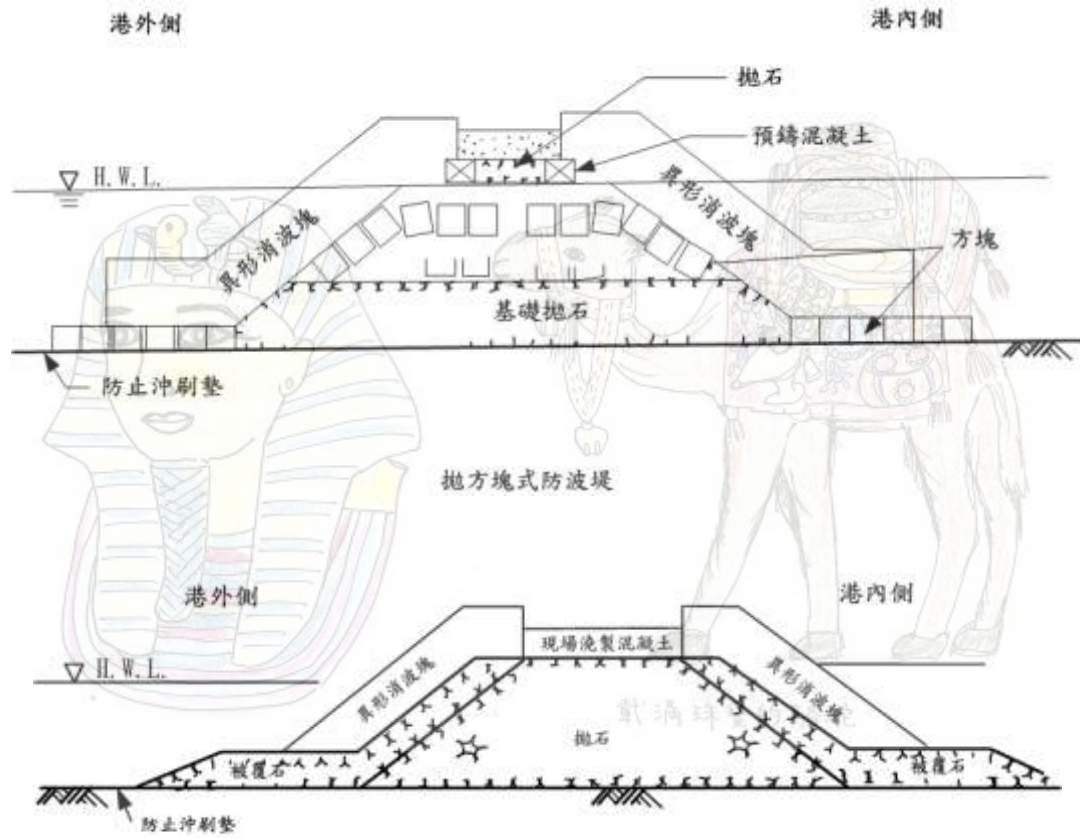 港外側
港內側
拋石
預鑄混凝土
H.W.L.
異形消波塊
異形消波塊
方塊
基礎拋石
防止沖刷墊
拋方塊式防波堤
港外側
港內側
現場澆製混凝土
H.W.L.
異形消波塊
異形消波塊
拋石
被覆石
被覆石
防止沖刷墊